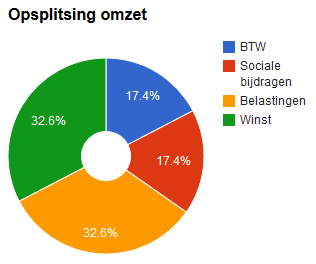 Opsplitsing omzet
BTW
Sociale
bijdragen
Belastingen
Winst
17.4%
17.4%
32.6%
32.6%